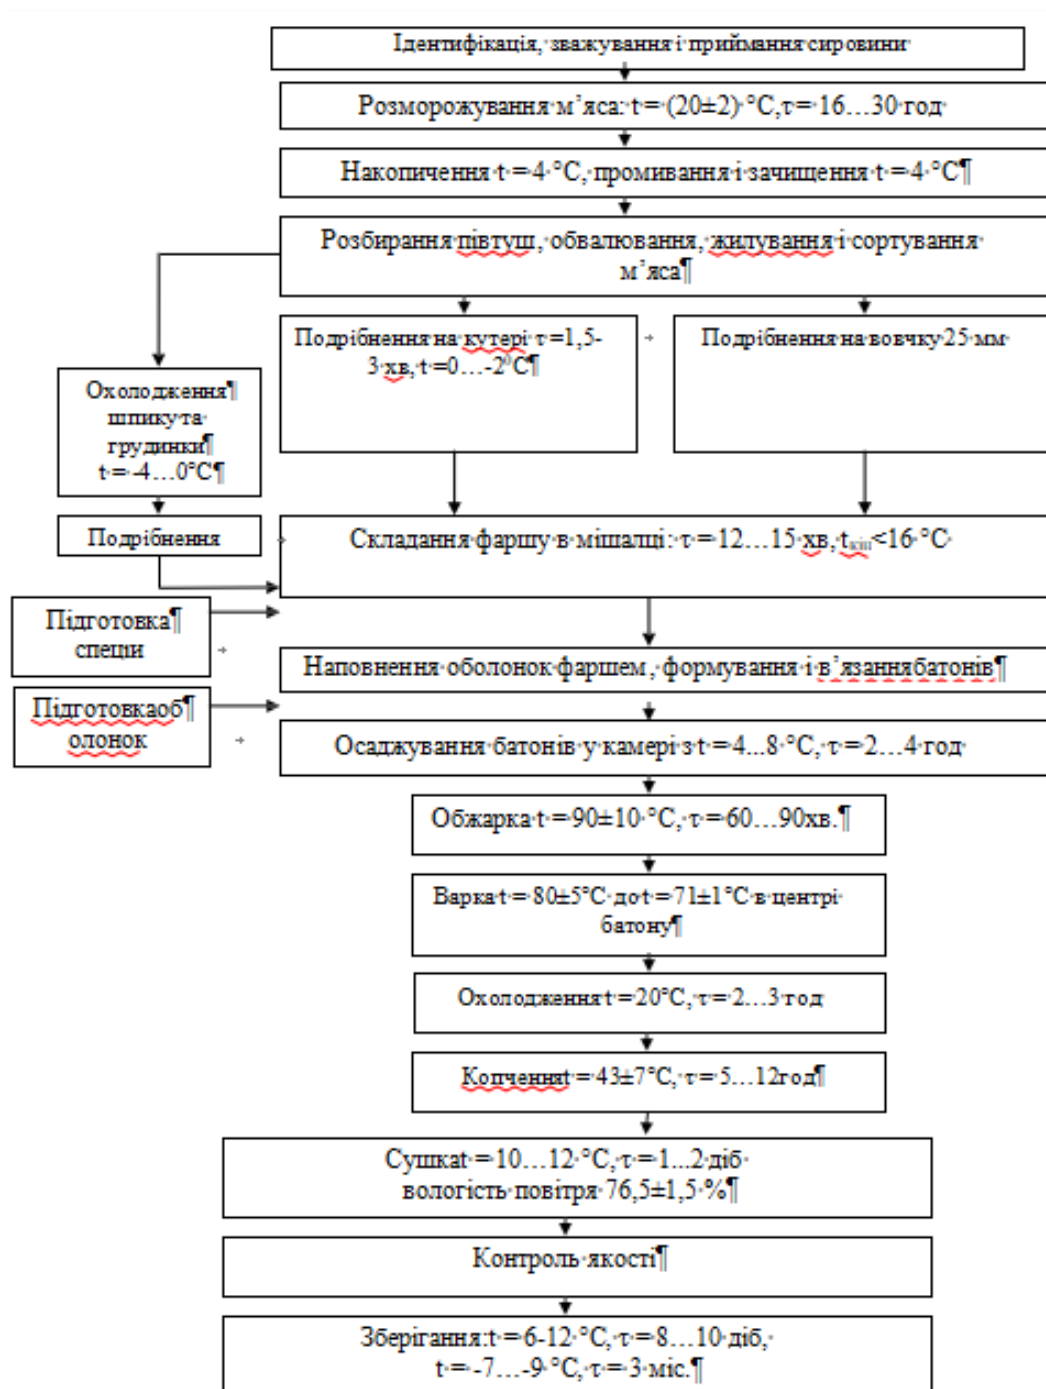 Ідентифікація, зважування і приймання сировини
Розморожування м’яса: t = (20±2) °C,τ = 16…30 год
Накопичення t =4 °C, промивання і зачищення t =4 °C¶
Розбирання півтуш, обвалювання, жилування і сортування
м’яса¶
Подрібнення на кутері τ =1,5-
3 хв, t =0…-2⁰C¶
Подрібнення на вовчку 25 мм
Охолодження¶
шпику та
грудинки¶
t = -4…0°C¶
Подрібнення
Складання фаршу в мішалці: τ = 12…15 хв, tкін<16 °C
Підготовка¶
спецій
Наповнення оболонок фаршем, формування і в’язаннябатонів¶
Підготовкаоб¶
олонок
Осаджування батонів у камері з t = 4...8 °C, τ = 2…4 год
Обжарка t =90±10 °C, τ =60…90хв.¶
Варка t =80±5°C до t =71±1°C в центрі
батону¶
Охолодження t =20°C, τ = 2…3 год
Копченняt =43±7°C, τ = 5…12год¶
Сушкаt =10…12 °C, τ = 1...2 діб
вологість повітря 76,5±1,5 %¶
Контроль якості¶
Зберігання:t =6-12 °C, τ = 8…10 діб,
t = -7…-9 °C, τ = 3 міс.¶